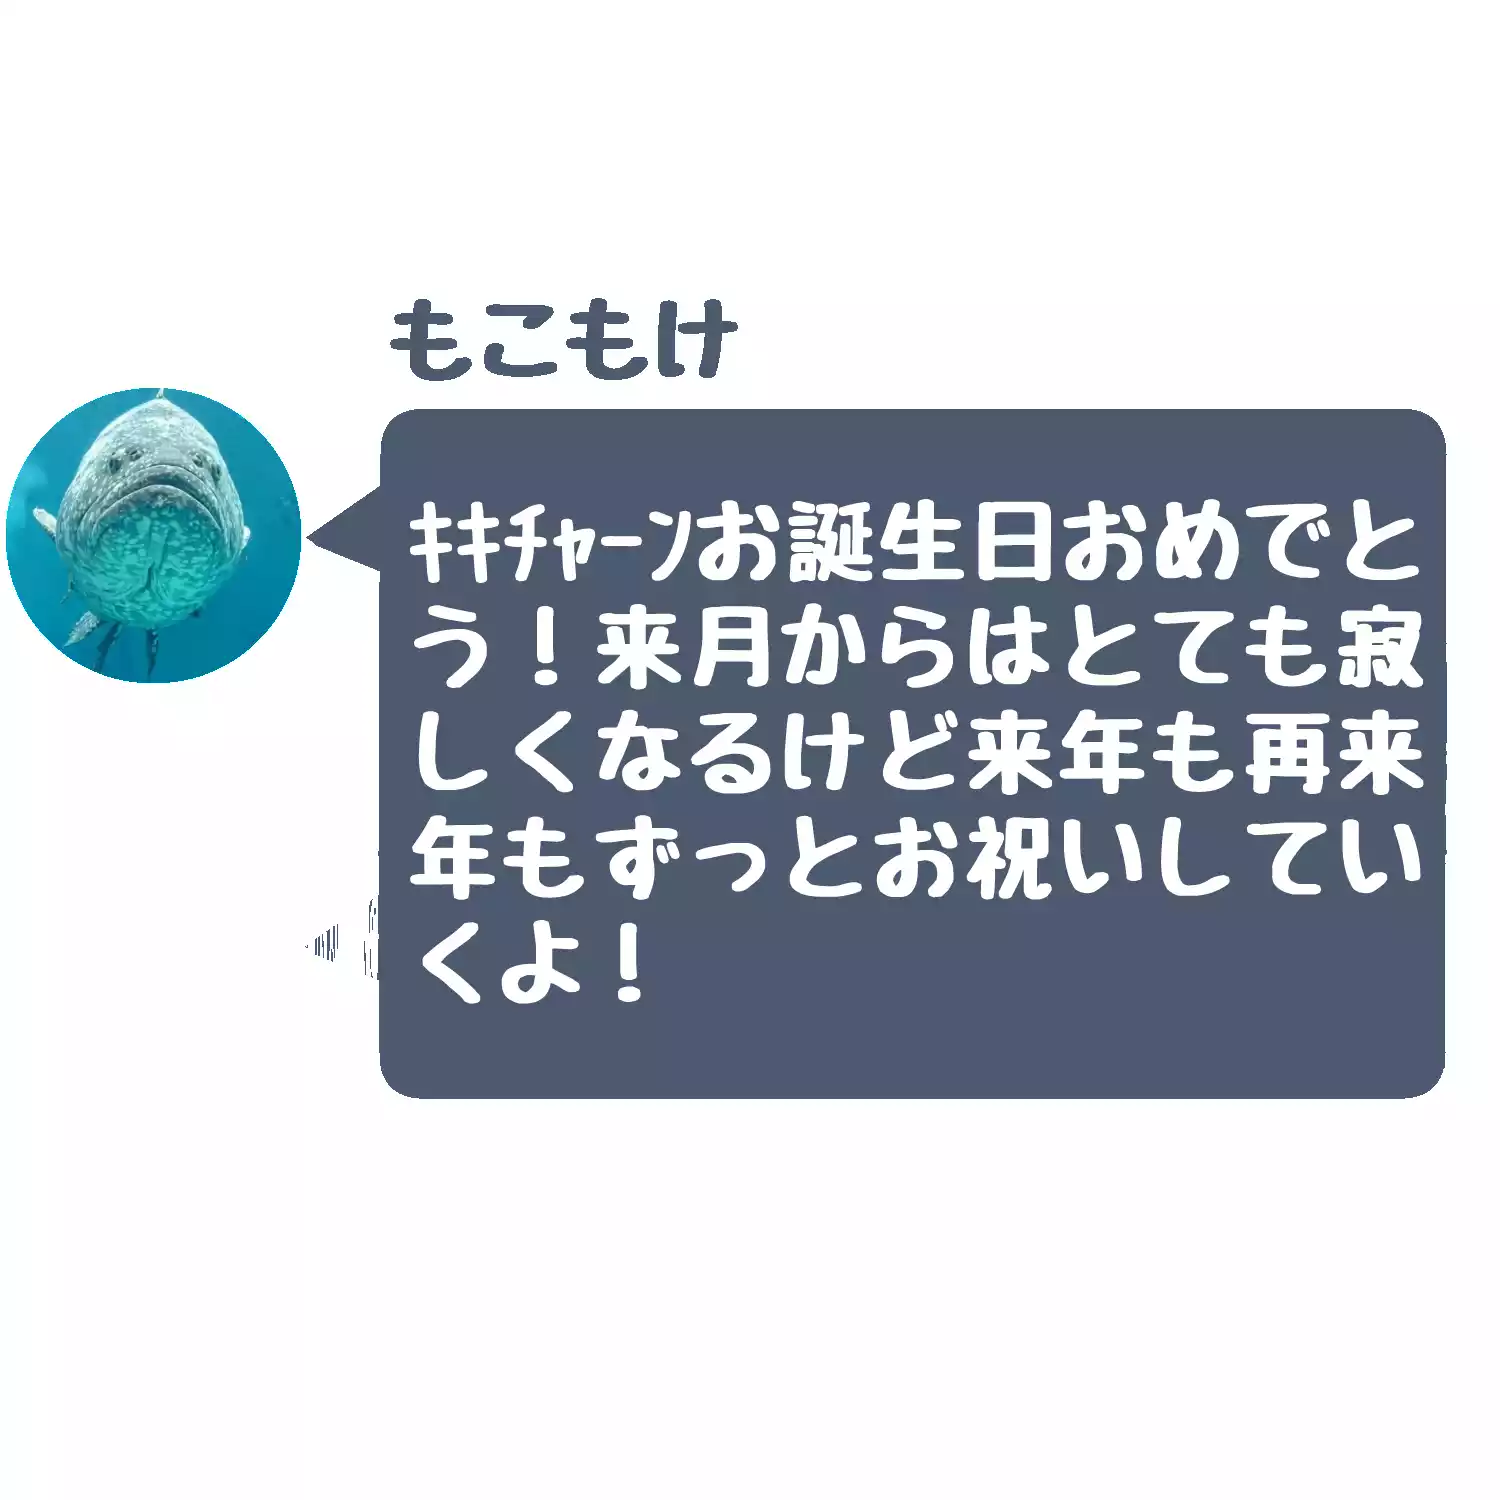 もこもけ
ｷｷﾁｬｰﾝお誕生日おめでと
う！来月からはとても寂
しくなるけど来年も再来
年もずっとお祝いしてい
くよ！